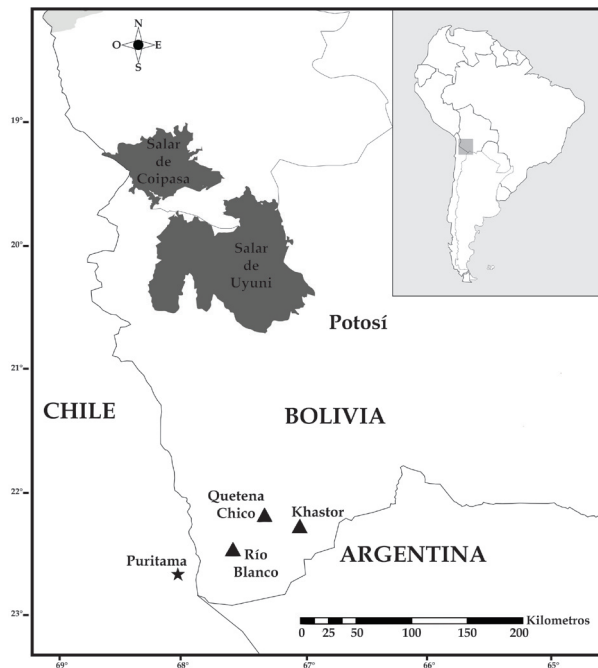 N
O E
S
19°
Salar
de
Coipasa
20°
Salar
de
Uyuni
Potosí
21°
CHILE
BOLIVIA
22°
Quetena
Chico
Khastor
Puritama
Río
Blanco
ARGENTINA
23°
Kilometros
0 25 50 100 150 200
69° 68° 67° 66° 65°